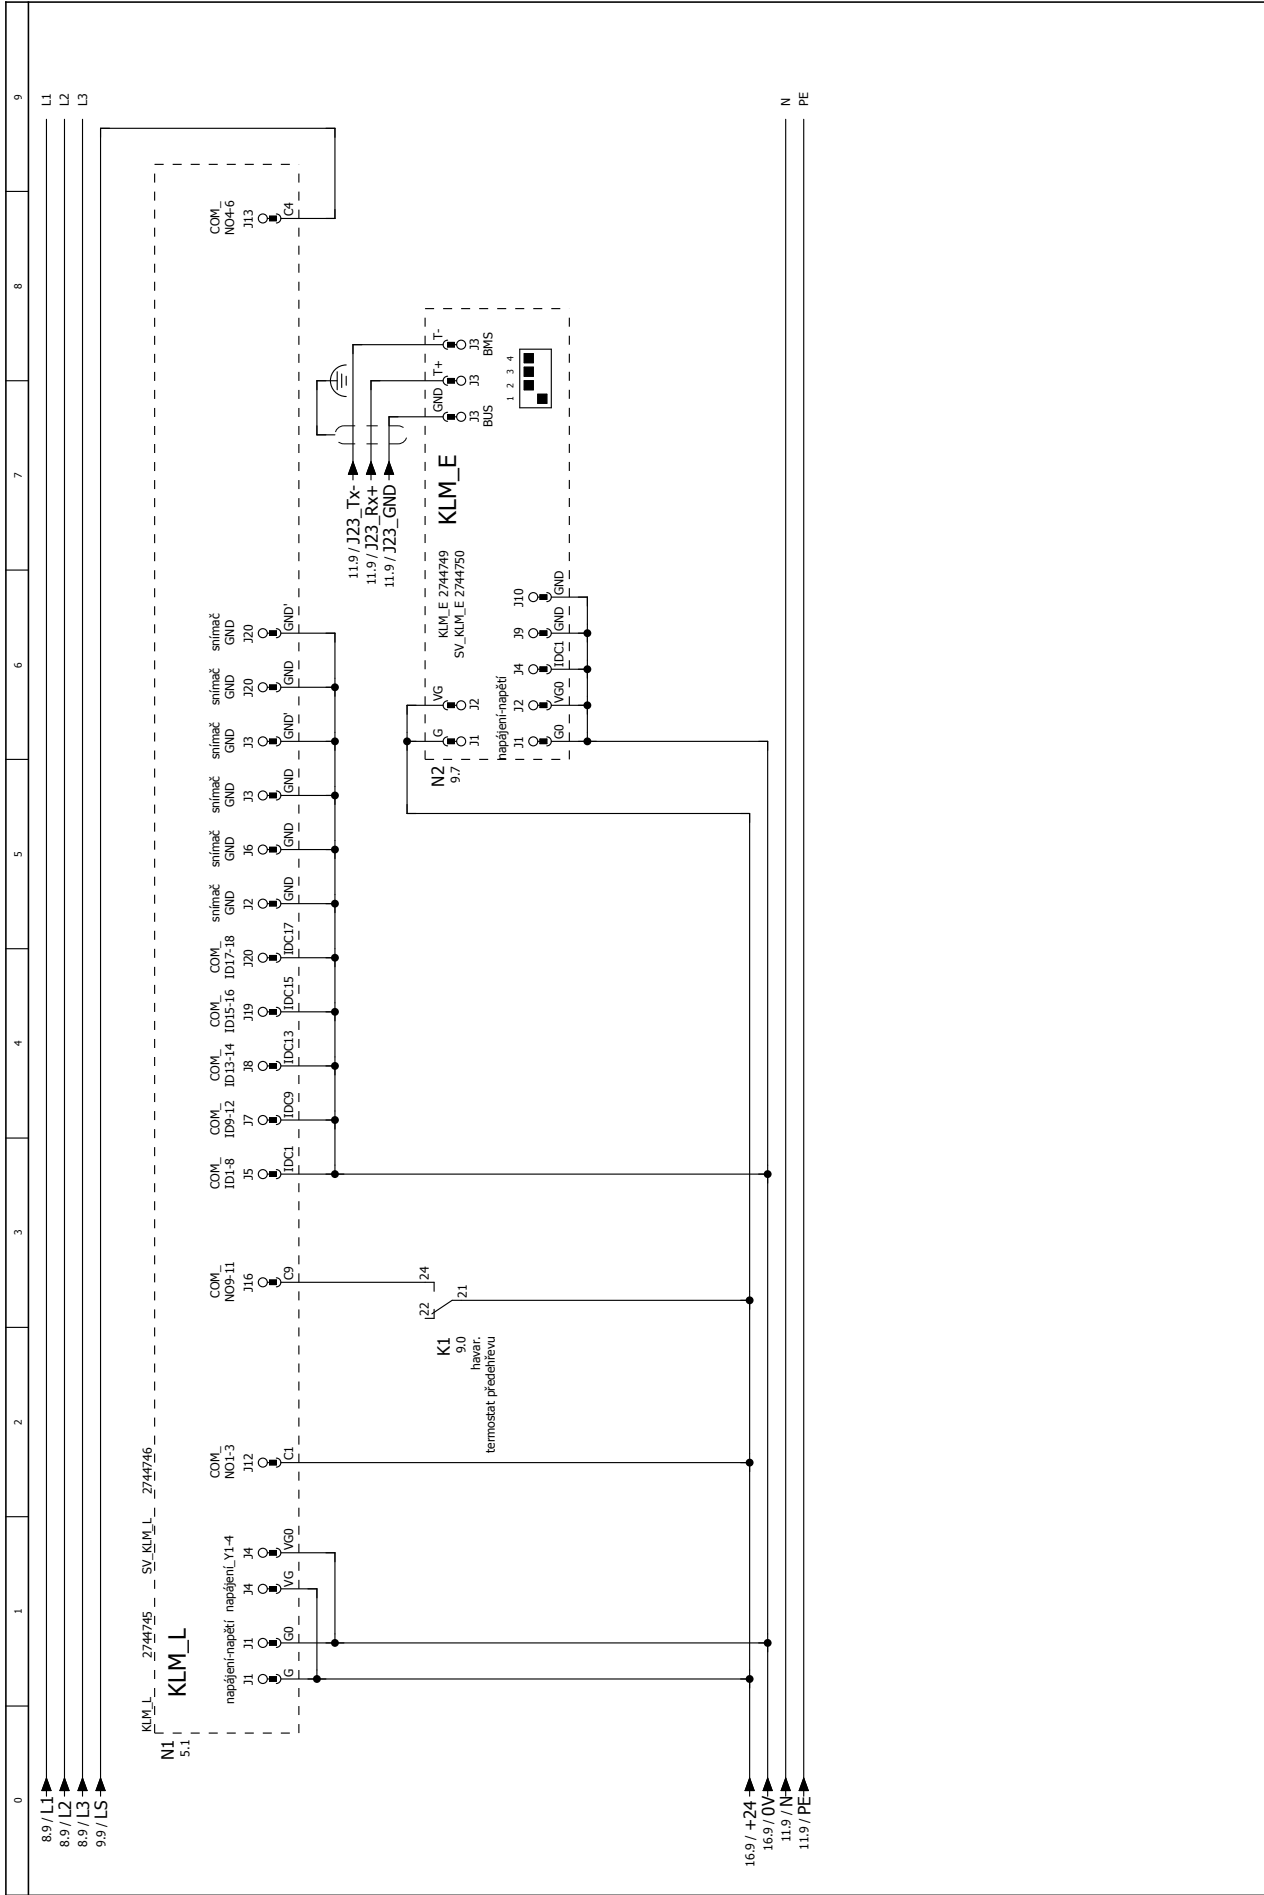 0
1
2
3
4
5
6
7
8
9
8.9 / L1
8.9 / L2
8.9 / L3
9.9 / LS
L1
L2
L3
N1
5.1
KLM_L 2744745
SV_KLM_L 2744746
KLM_L
napájení-napětí
J1
G
J1
G0
napájení_Y1-4
J4
VG
J4
VG0
COM_
NO1-3
J12
C1
COM_
NO9-11
J16
C9
COM_
ID1-8
J5
IDC1
COM_
ID9-12
J7
IDC9
COM_
ID13-14
J8
IDC13
COM_
ID15-16
J19
IDC15
COM_
ID17-18
J20
IDC17
snímač
GND
J2
GND
snímač
GND
J6
GND
snímač
GND
J3
GND
snímač
GND
J3
GND'
snímač
GND
J20
GND
snímač
GND
J20
GND'
COM_
NO4-6
J13
C4
22
24
21
K1
9.0
havar.
termostat předehřevu
11.9 / J23_Tx-
11.9 / J23_Rx+
11.9 / J23_GND
N2
9.7
KLM_E 2744749
SV_KLM_E 2744750
KLM_E
G
J1
VG
J2
GND
J3
BUS
T+
J3
T-
J3
BMS
1 2 3 4
napájení-napětí
J1
G0
J2
VG0
J4
IDC1
J9
GND
J10
GND
16.9 / +24
16.9 / 0V
11.9 / N
11.9 / PE
N
PE